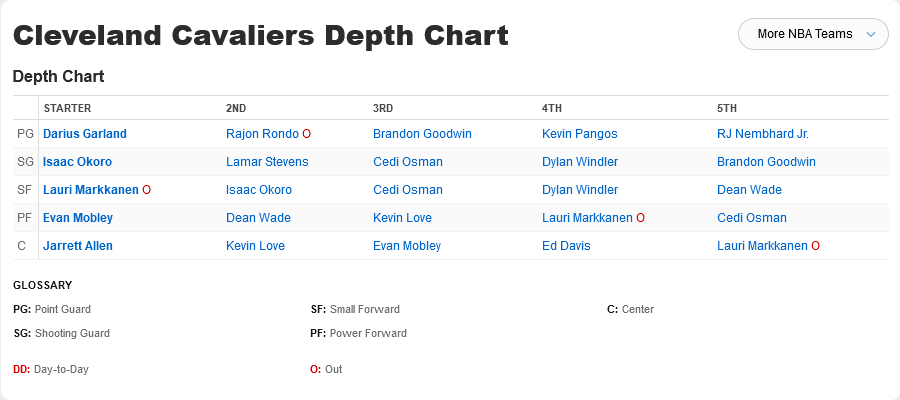 Cleveland Cavaliers Depth Chart
More NBA Teams
Depth Chart
STARTER 2ND 3RD 4TH 5TH
PG Darius Garland Rajon Rondo O Brandon Goodwin Kevin Pangos RJ Nembhard Jr.
SG Isaac Okoro Lamar Stevens Cedi Osman Dylan Windler Brandon Goodwin
SF Lauri Markkanen O Isaac Okoro Cedi Osman Dylan Windler Dean Wade
PF Evan Mobley Dean Wade Kevin Love Lauri Markkanen O Cedi Osman
C Jarrett Allen Kevin Love Evan Mobley Ed Davis Lauri Markkanen O
GLOSSARY
PG: Point Guard SF: Small Forward C: Center
SG: Shooting Guard PF: Power Forward
DD: Day-to-Day O: Out